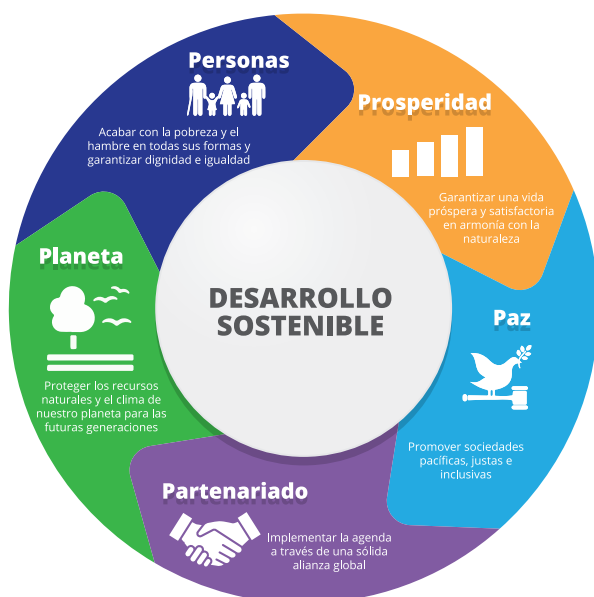 Personas
Acabar con la pobreza y el
hambre en todas sus formas y
garantizar dignidad e igualdad
Prosperidad
Garantizar una vida
próspera y satisfactoria
en armonía con la
naturaleza
Planeta
Proteger los recursos
naturales y el clima de
nuestro planeta para las
futuras generaciones
DESARROLLO
SOSTENIBLE
Paz
Promover sociedades
pacíficas, justas e
inclusivas
Partenariado
Implementar la agenda
a través de una sólida
alianza global